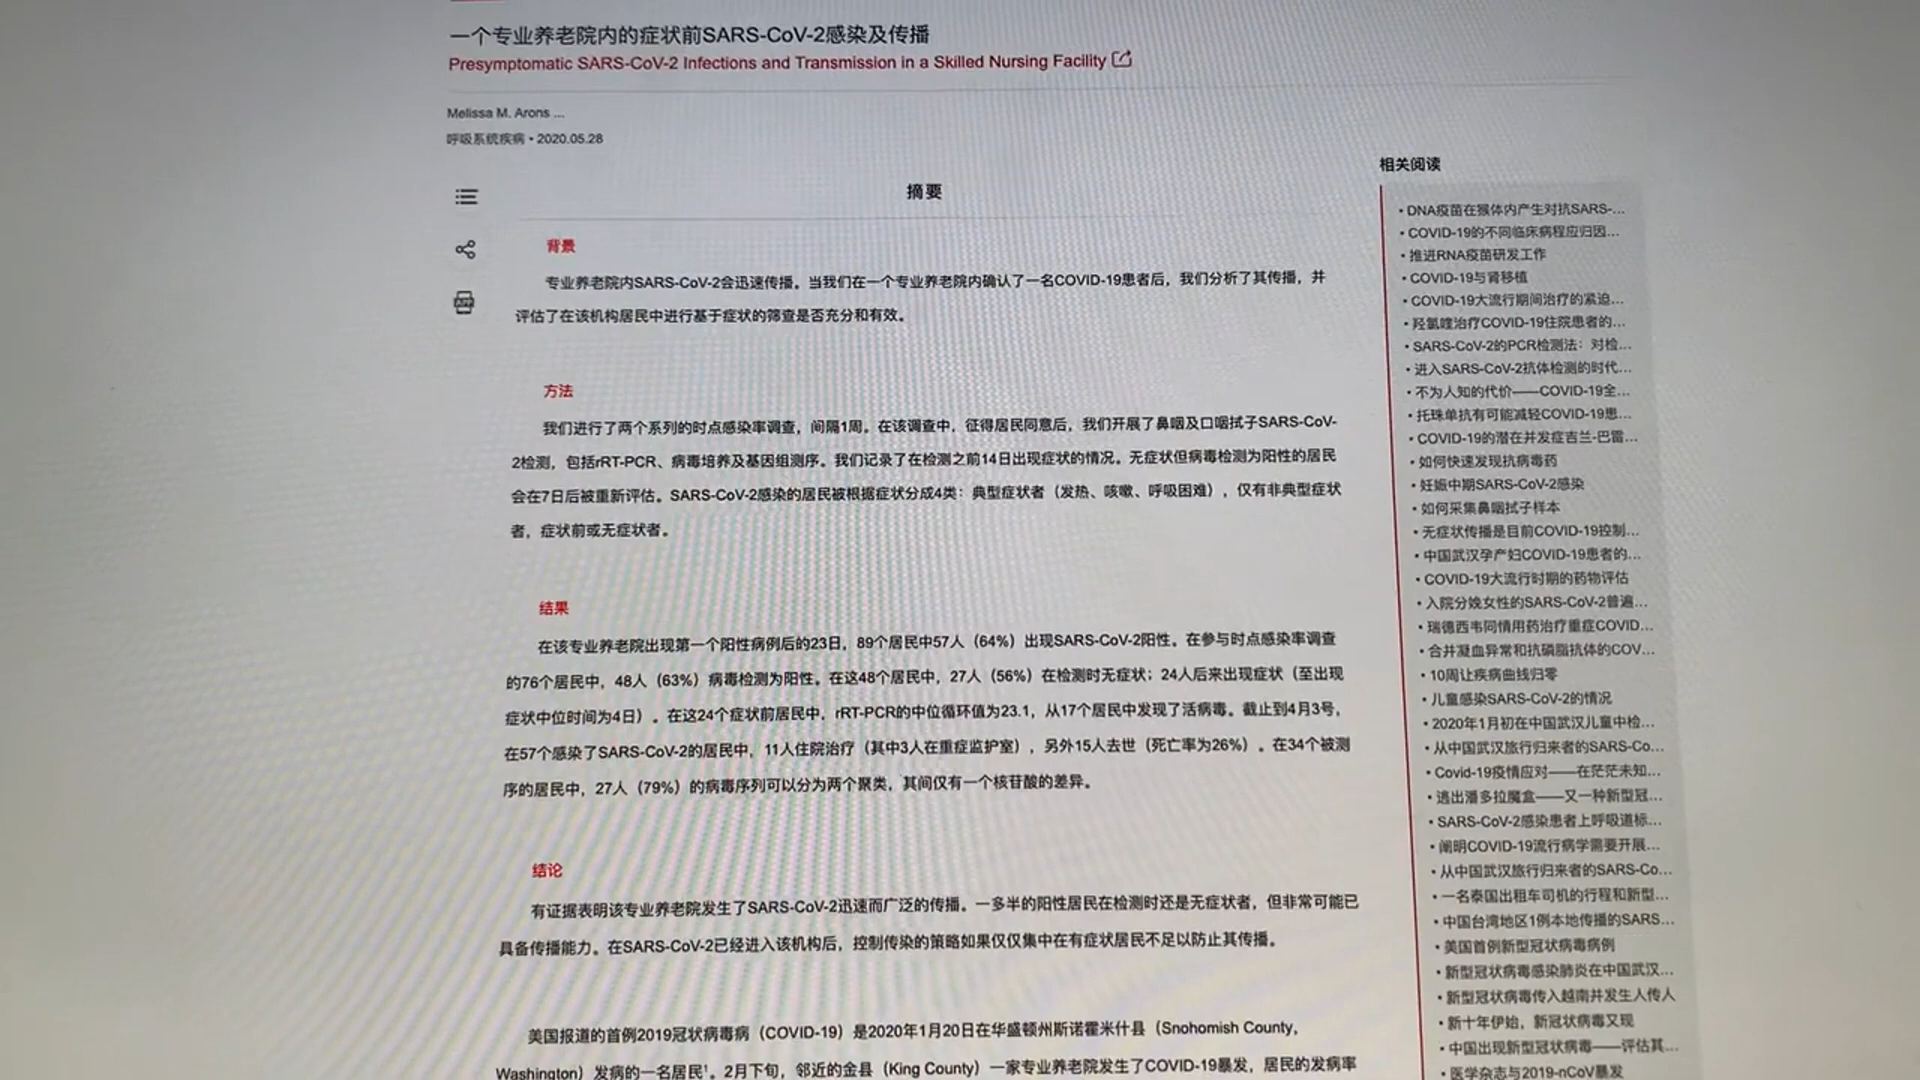 一个专业养老院内的症状前SARS-CoV-2感染及传播
Presymptomatic SARS-CoV-2 Infections and Transmission in a Skilled Nursing Facility
Melissa M. Arons ...
呼吸系统疾病 • 2020.05.28
摘要
背景
专业养老院内SARS-CoV-2会迅速传播。当我们在一个专业养老院内确认了一名COVID-19患者后，我们分析了其传播，并
评估了在该机构居民中进行基于症状的筛查是否充分和有效。
方法
我们进行了两个系列的时点感染率调查，间隔1周。在该调查中，征得居民同意后，我们开展了鼻咽及口咽拭子SARS-CoV-
2检测，包括rRT-PCR、病毒培养及基因组测序。我们记录了在检测之前14日出现症状的情况。无症状但病毒检测为阳性的居民
会在7日后被重新评估。SARS-CoV-2感染的居民被根据症状分成4类：典型症状者（发热、咳嗽、呼吸困难），仅有非典型症状
者，症状前或无症状者。
结果
在该专业养老院出现第一个阳性病例后的23日，89个居民中57人（64%）出现SARS-CoV-2阳性。在参与时点感染率调查
的76个居民中，48人（63%）病毒检测为阳性。在这48个居民中，27人（56%）在检测时无症状；24人后来出现症状（至出现
症状中位时间为4日）。在这24个症状前居民中，rRT-PCR的中位循环值为23.1，从17个居民中发现了活病毒。截止到4月3号，
在57个感染了SARS-CoV-2的居民中，11人住院治疗（其中3人在重症监护室），另外15人去世（死亡率为26%）。在34个被测
序的居民中，27人（79%）的病毒序列可以分为两个聚类，其间仅有一个核苷酸的差异。
结论
有证据表明该专业养老院发生了SARS-CoV-2迅速而广泛的传播。一多半的阳性居民在检测时还是无症状者，但非常可能已
具备传播能力。在SARS-CoV-2已经进入该机构后，控制传染的策略如果仅仅集中在有症状居民不足以防止其传播。
美国报道的首例2019冠状病毒病（COVID-19）是2020年1月20日在华盛顿州斯诺霍米什县（Snohomish County,
Washington）发病的一名居民¹。2月下旬，邻近的金县（King County）一家专业养老院发生了COVID-19暴发，居民的发病率
相关阅读
• DNA疫苗在猴体内产生对抗SARS-...
• COVID-19的不同临床病程应归因...
• 推进RNA疫苗研发工作
• COVID-19与肾移植
• COVID-19大流行期间治疗的紧迫...
• 羟氯喹治疗COVID-19住院患者的...
• SARS-CoV-2的PCR检测法：对检...
• 进入SARS-CoV-2抗体检测的时代...
• 不为人知的代价——COVID-19全...
• 托珠单抗有可能减轻COVID-19患...
• COVID-19的潜在并发症吉兰-巴雷...
• 如何快速发现抗病毒药
• 妊娠中期SARS-CoV-2感染
• 如何采集鼻咽拭子样本
• 无症状传播是目前COVID-19控制...
• 中国武汉孕产妇COVID-19患者的...
• COVID-19大流行时期的药物评估
• 入院分娩女性的SARS-CoV-2普遍...
• 瑞德西韦同情用药治疗重症COVID...
• 合并凝血异常和抗磷脂抗体的COV...
• 10周让疾病曲线归零
• 儿童感染SARS-CoV-2的情况
• 2020年1月初在中国武汉儿童中检...
• 从中国武汉旅行归来者的SARS-Co...
• Covid-19疫情应对——在茫茫未知...
• 逃出潘多拉魔盒——又一种新型冠...
• SARS-CoV-2感染患者上呼吸道标...
• 阐明COVID-19流行病学需要开展...
• 从中国武汉旅行归来者的SARS-Co...
• 一名泰国出租车司机的行程和新型...
• 中国台湾地区1例本地传播的SARS...
• 美国首例新型冠状病毒病例
• 新型冠状病毒感染肺炎在中国武汉...
• 新型冠状病毒传入越南并发生人传人
• 新十年伊始，新冠状病毒又现
• 中国出现新型冠状病毒——评估其...
• 医学杂志与2019-nCoV暴发